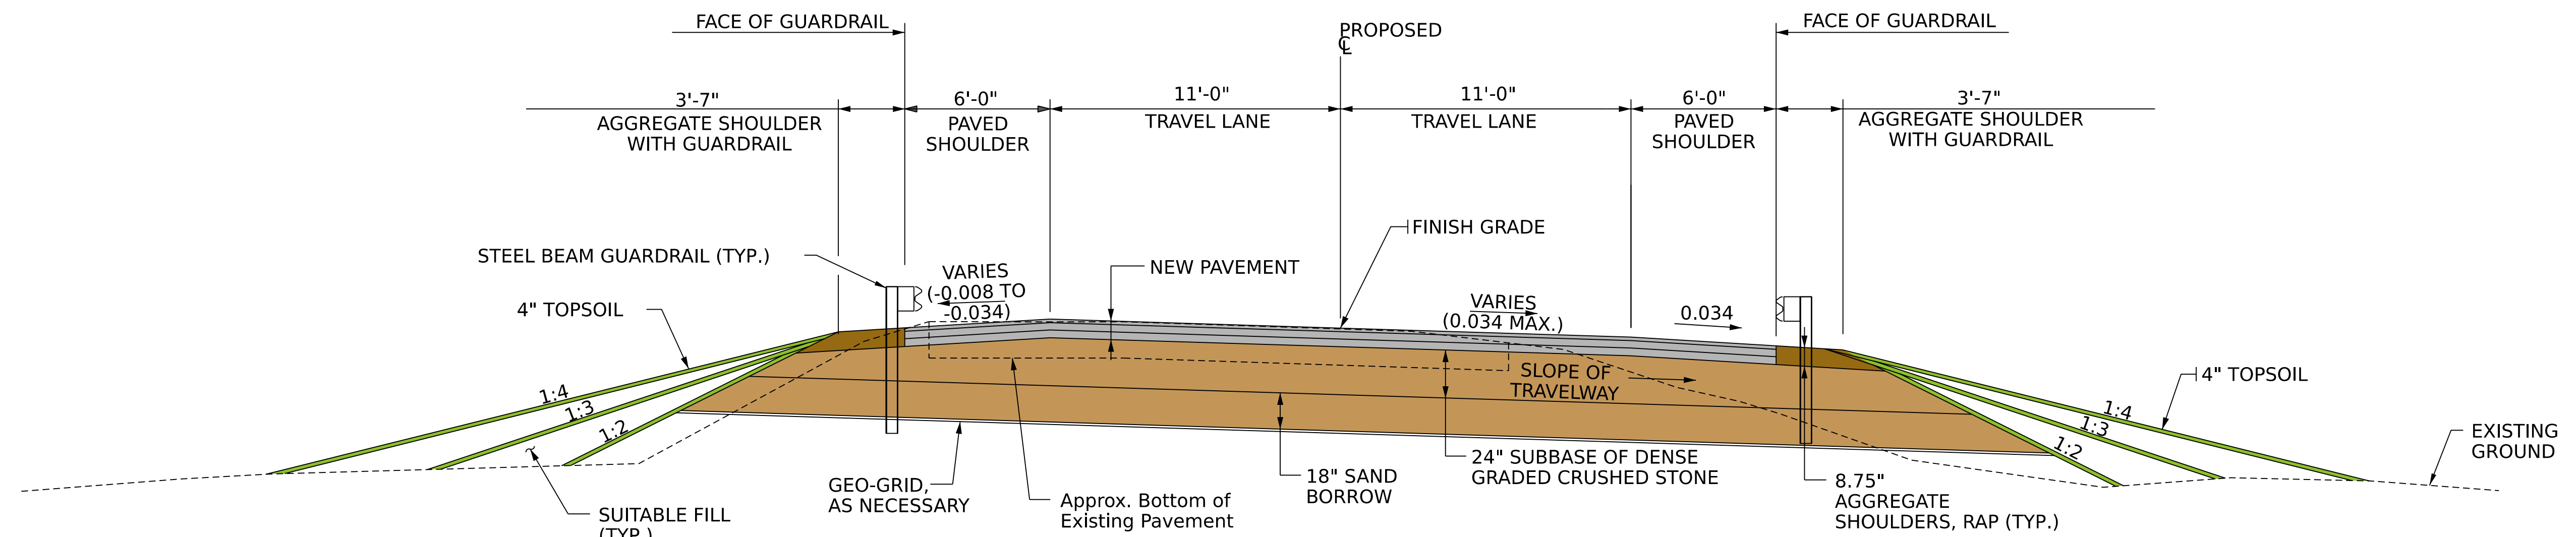 FACE OF GUARDRAIL
PROPOSED
℄
FACE OF GUARDRAIL
3'-7"
AGGREGATE SHOULDER
WITH GUARDRAIL
6'-0"
PAVED
SHOULDER
11'-0"
TRAVEL LANE
11'-0"
TRAVEL LANE
6'-0"
PAVED
SHOULDER
3'-7"
AGGREGATE SHOULDER
WITH GUARDRAIL
STEEL BEAM GUARDRAIL (TYP.)
4" TOPSOIL
VARIES
(-0.008 TO
-0.034)
NEW PAVEMENT
FINISH GRADE
VARIES
(0.034 MAX.)
0.034
SLOPE OF
TRAVELWAY
4" TOPSOIL
1:4
1:3
1:2
1:4
1:3
1:2
EXISTING
GROUND
SUITABLE FILL
(TYP.)
GEO-GRID,
AS NECESSARY
Approx. Bottom of
Existing Pavement
18" SAND
BORROW
24" SUBBASE OF DENSE
GRADED CRUSHED STONE
8.75"
AGGREGATE
SHOULDERS, RAP (TYP.)